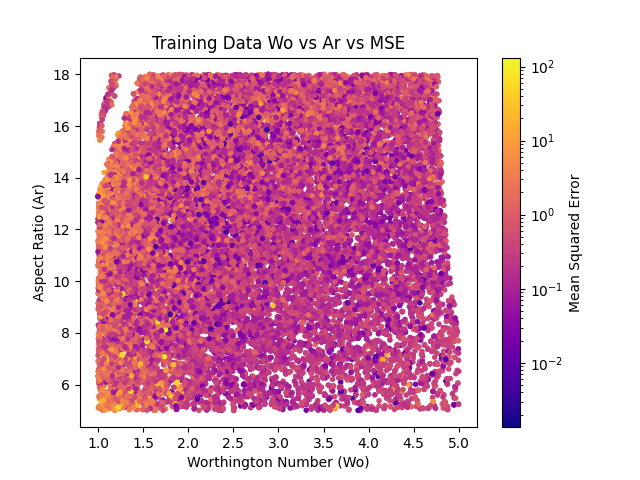 Training Data Wo vs Ar vs MSE
Aspect Ratio (Ar)
18
16
14
12
10
8
6
1.0 1.5 2.0 2.5 3.0 3.5 4.0 4.5 5.0
Worthington Number (Wo)
10²
10¹
10⁰
10⁻¹
10⁻²
Mean Squared Error